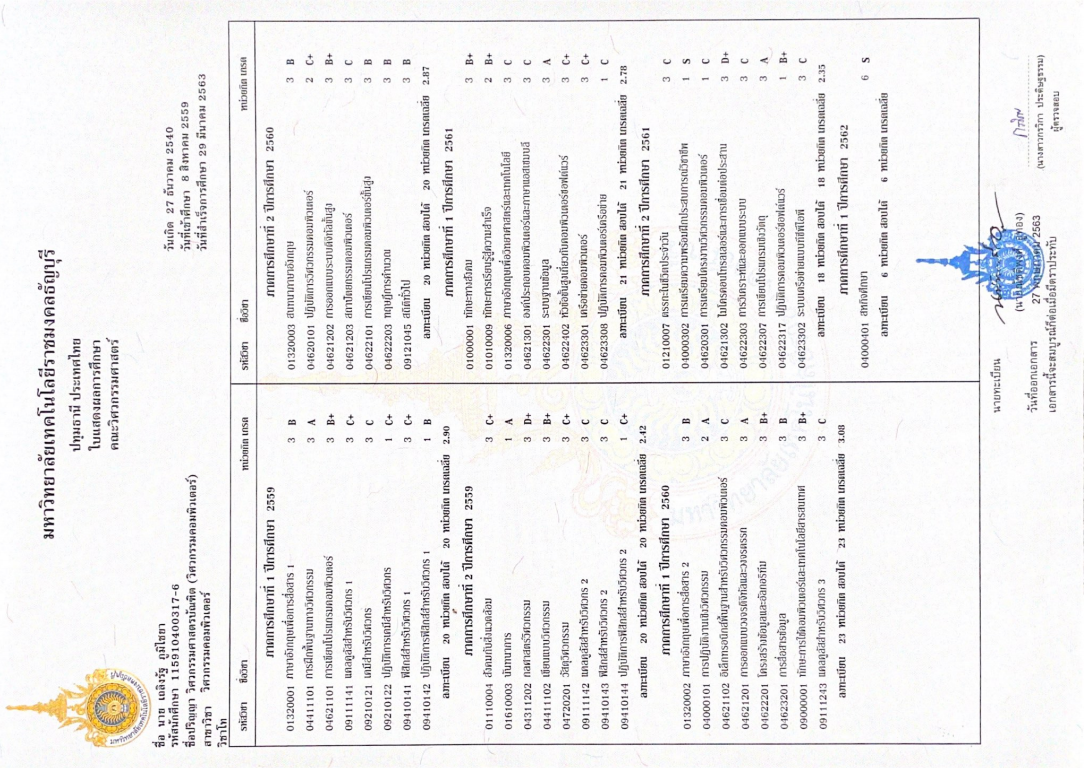 มหาวิทยาลัยเทคโนโลยีราชมงคลธัญบุรี
ปทุมธานี ประเทศไทย
ใบแสดงผลการศึกษา
คณะวิศวกรรมศาสตร์
ชื่อ นาย เถลิงรัฐ ภูมิไชยา
รหัสนักศึกษา 115910400317-6
ชื่อปริญญา วิศวกรรมศาสตรบัณฑิต (วิศวกรรมคอมพิวเตอร์)
สาขาวิชา วิศวกรรมคอมพิวเตอร์
วิชาโท
วันเกิด 27 ธันวาคม 2540
วันที่เข้าศึกษา 8 สิงหาคม 2559
วันที่สำเร็จการศึกษา 29 มีนาคม 2563
รหัสวิชา ชื่อวิชา หน่วยกิต เกรด
ภาคการศึกษาที่ 1 ปีการศึกษา 2559
01320001 ภาษาอังกฤษเพื่อการสื่อสาร 1 3 B
04411101 การฝึกพื้นฐานทางวิศวกรรม 3 A
04621101 การเขียนโปรแกรมคอมพิวเตอร์ 3 B+
09111141 แคลคูลัสสำหรับวิศวกร 1 3 C+
09210121 เคมีสำหรับวิศวกร 3 C
09210122 ปฏิบัติการเคมีสำหรับวิศวกร 1 C+
09410141 ฟิสิกส์สำหรับวิศวกร 1 3 C+
09410142 ปฏิบัติการฟิสิกส์สำหรับวิศวกร 1 1 B
ลงทะเบียน 20 หน่วยกิต สอบได้ 20 หน่วยกิต เกรดเฉลี่ย 2.90
ภาคการศึกษาที่ 2 ปีการศึกษา 2559
01110004 สังคมกับสิ่งแวดล้อม 3 C+
01610003 นันทนาการ 1 A
04311202 กลศาสตร์วิศวกรรม 3 D+
04411102 เขียนแบบวิศวกรรม 3 B+
04720201 วัสดุวิศวกรรม 3 C+
09111142 แคลคูลัสสำหรับวิศวกร 2 3 C
09410143 ฟิสิกส์สำหรับวิศวกร 2 3 C
09410144 ปฏิบัติการฟิสิกส์สำหรับวิศวกร 2 1 C+
ลงทะเบียน 20 หน่วยกิต สอบได้ 20 หน่วยกิต เกรดเฉลี่ย 2.42
ภาคการศึกษาที่ 1 ปีการศึกษา 2560
01320002 ภาษาอังกฤษเพื่อการสื่อสาร 2 3 B
04000101 การปฏิบัติงานเชิงวิศวกรรม 2 A
04621102 อิเล็กทรอนิกส์พื้นฐานสำหรับวิศวกรรมคอมพิวเตอร์ 3 C
04621201 การออกแบบวงจรดิจิทัลและวงจรตรรก 3 A
04622201 โครงสร้างข้อมูลและอัลกอริทึม 3 B+
04623201 การสื่อสารข้อมูล 3 B
09000001 ทักษะการใช้คอมพิวเตอร์และเทคโนโลยีสารสนเทศ 3 B+
09111243 แคลคูลัสสำหรับวิศวกร 3 3 C
ลงทะเบียน 23 หน่วยกิต สอบได้ 23 หน่วยกิต เกรดเฉลี่ย 3.08
รหัสวิชา ชื่อวิชา หน่วยกิต เกรด
ภาคการศึกษาที่ 2 ปีการศึกษา 2560
01320003 สนทนาภาษาอังกฤษ 3 B
04620101 ปฏิบัติการวิศวกรรมคอมพิวเตอร์ 2 C+
04621202 การออกแบบระบบดิจิทัลขั้นสูง 3 B+
04621203 สถาปัตยกรรมคอมพิวเตอร์ 3 C
04622101 การเขียนโปรแกรมคอมพิวเตอร์ขั้นสูง 3 B
04622203 ทฤษฎีการคำนวณ 3 B
09121045 สถิติทั่วไป 3 B
ลงทะเบียน 20 หน่วยกิต สอบได้ 20 หน่วยกิต เกรดเฉลี่ย 2.87
ภาคการศึกษาที่ 1 ปีการศึกษา 2561
01000001 ทักษะทางสังคม 3 B+
01010009 ทักษะการเรียนรู้สู่ความสำเร็จ 2 B+
01320006 ภาษาอังกฤษเพื่อวิทยาศาสตร์และเทคโนโลยี 3 C
04621301 องค์ประกอบคอมพิวเตอร์และภาษาแอสเซมบลี 3 C
04622301 ระบบฐานข้อมูล 3 A
04622402 หัวข้อขั้นสูงเกี่ยวกับคอมพิวเตอร์ซอฟต์แวร์ 3 C+
04623301 เครือข่ายคอมพิวเตอร์ 3 C+
04623308 ปฏิบัติการคอมพิวเตอร์เครือข่าย 1 C
ลงทะเบียน 21 หน่วยกิต สอบได้ 21 หน่วยกิต เกรดเฉลี่ย 2.78
ภาคการศึกษาที่ 2 ปีการศึกษา 2561
01210007 ตรรกะในชีวิตประจำวัน 3 C
04000302 การเตรียมความพร้อมฝึกประสบการณ์วิชาชีพ 1 S
04620301 การเตรียมโครงงานวิศวกรรมคอมพิวเตอร์ 1 C
04621302 ไมโครคอนโทรลเลอร์และการเชื่อมต่อประสาน 3 D+
04622303 การวิเคราะห์และออกแบบระบบ 3 C
04622307 การเขียนโปรแกรมเชิงวัตถุ 3 A
04622317 ปฏิบัติการคอมพิวเตอร์ซอฟต์แวร์ 1 B+
04623302 ระบบเครือข่ายแบบทีซีพีไอพี 3 C
ลงทะเบียน 18 หน่วยกิต สอบได้ 18 หน่วยกิต เกรดเฉลี่ย 2.35
ภาคการศึกษาที่ 1 ปีการศึกษา 2562
04000401 สหกิจศึกษา 6 S
ลงทะเบียน 6 หน่วยกิต สอบได้ 6 หน่วยกิต เกรดเฉลี่ย
นายทะเบียน
วันที่ออกเอกสาร 27 2563
เอกสารนี้จะสมบูรณ์ก็ต่อเมื่อมีตราประทับ
(นางสาวกรวิกา ประดิษฐธรรม)
ผู้ตรวจสอบ